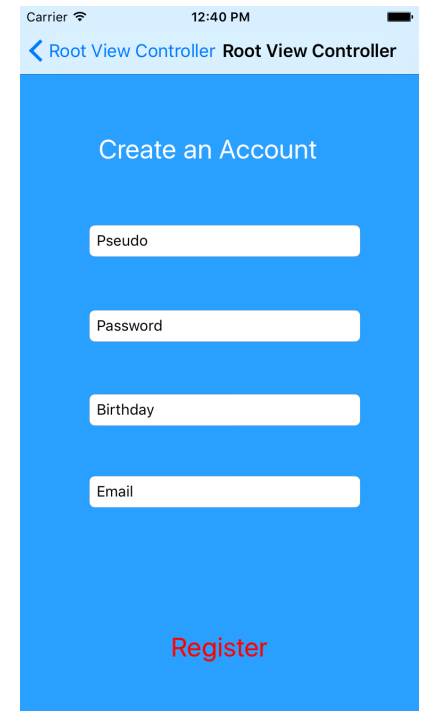 Carrier 12:40 PM
Root View Controller Root View Controller
Create an Account
Pseudo
Password
Birthday
Email
Register